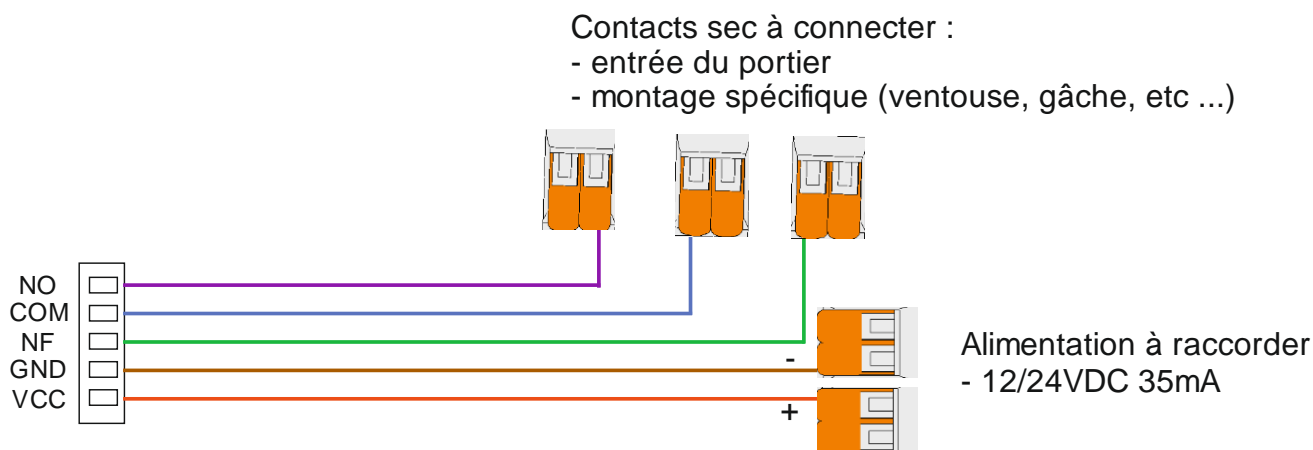 Contacts sec à connecter :
- entrée du portier
- montage spécifique (ventouse, gâche, etc ...)
NO
COM
NF
GND
VCC
-
+
Alimentation à raccorder
- 12/24VDC 35mA